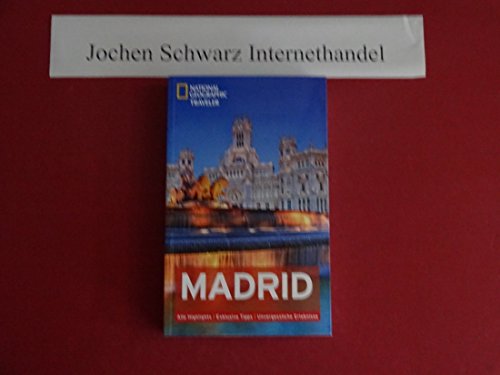 Jochen Schwarz Internethandel
NATIONAL
GEOGRAPHIC
TRAVELER
MADRID
Alle Highlights | Exklusive Tipps | Unvergessliche Erlebnisse